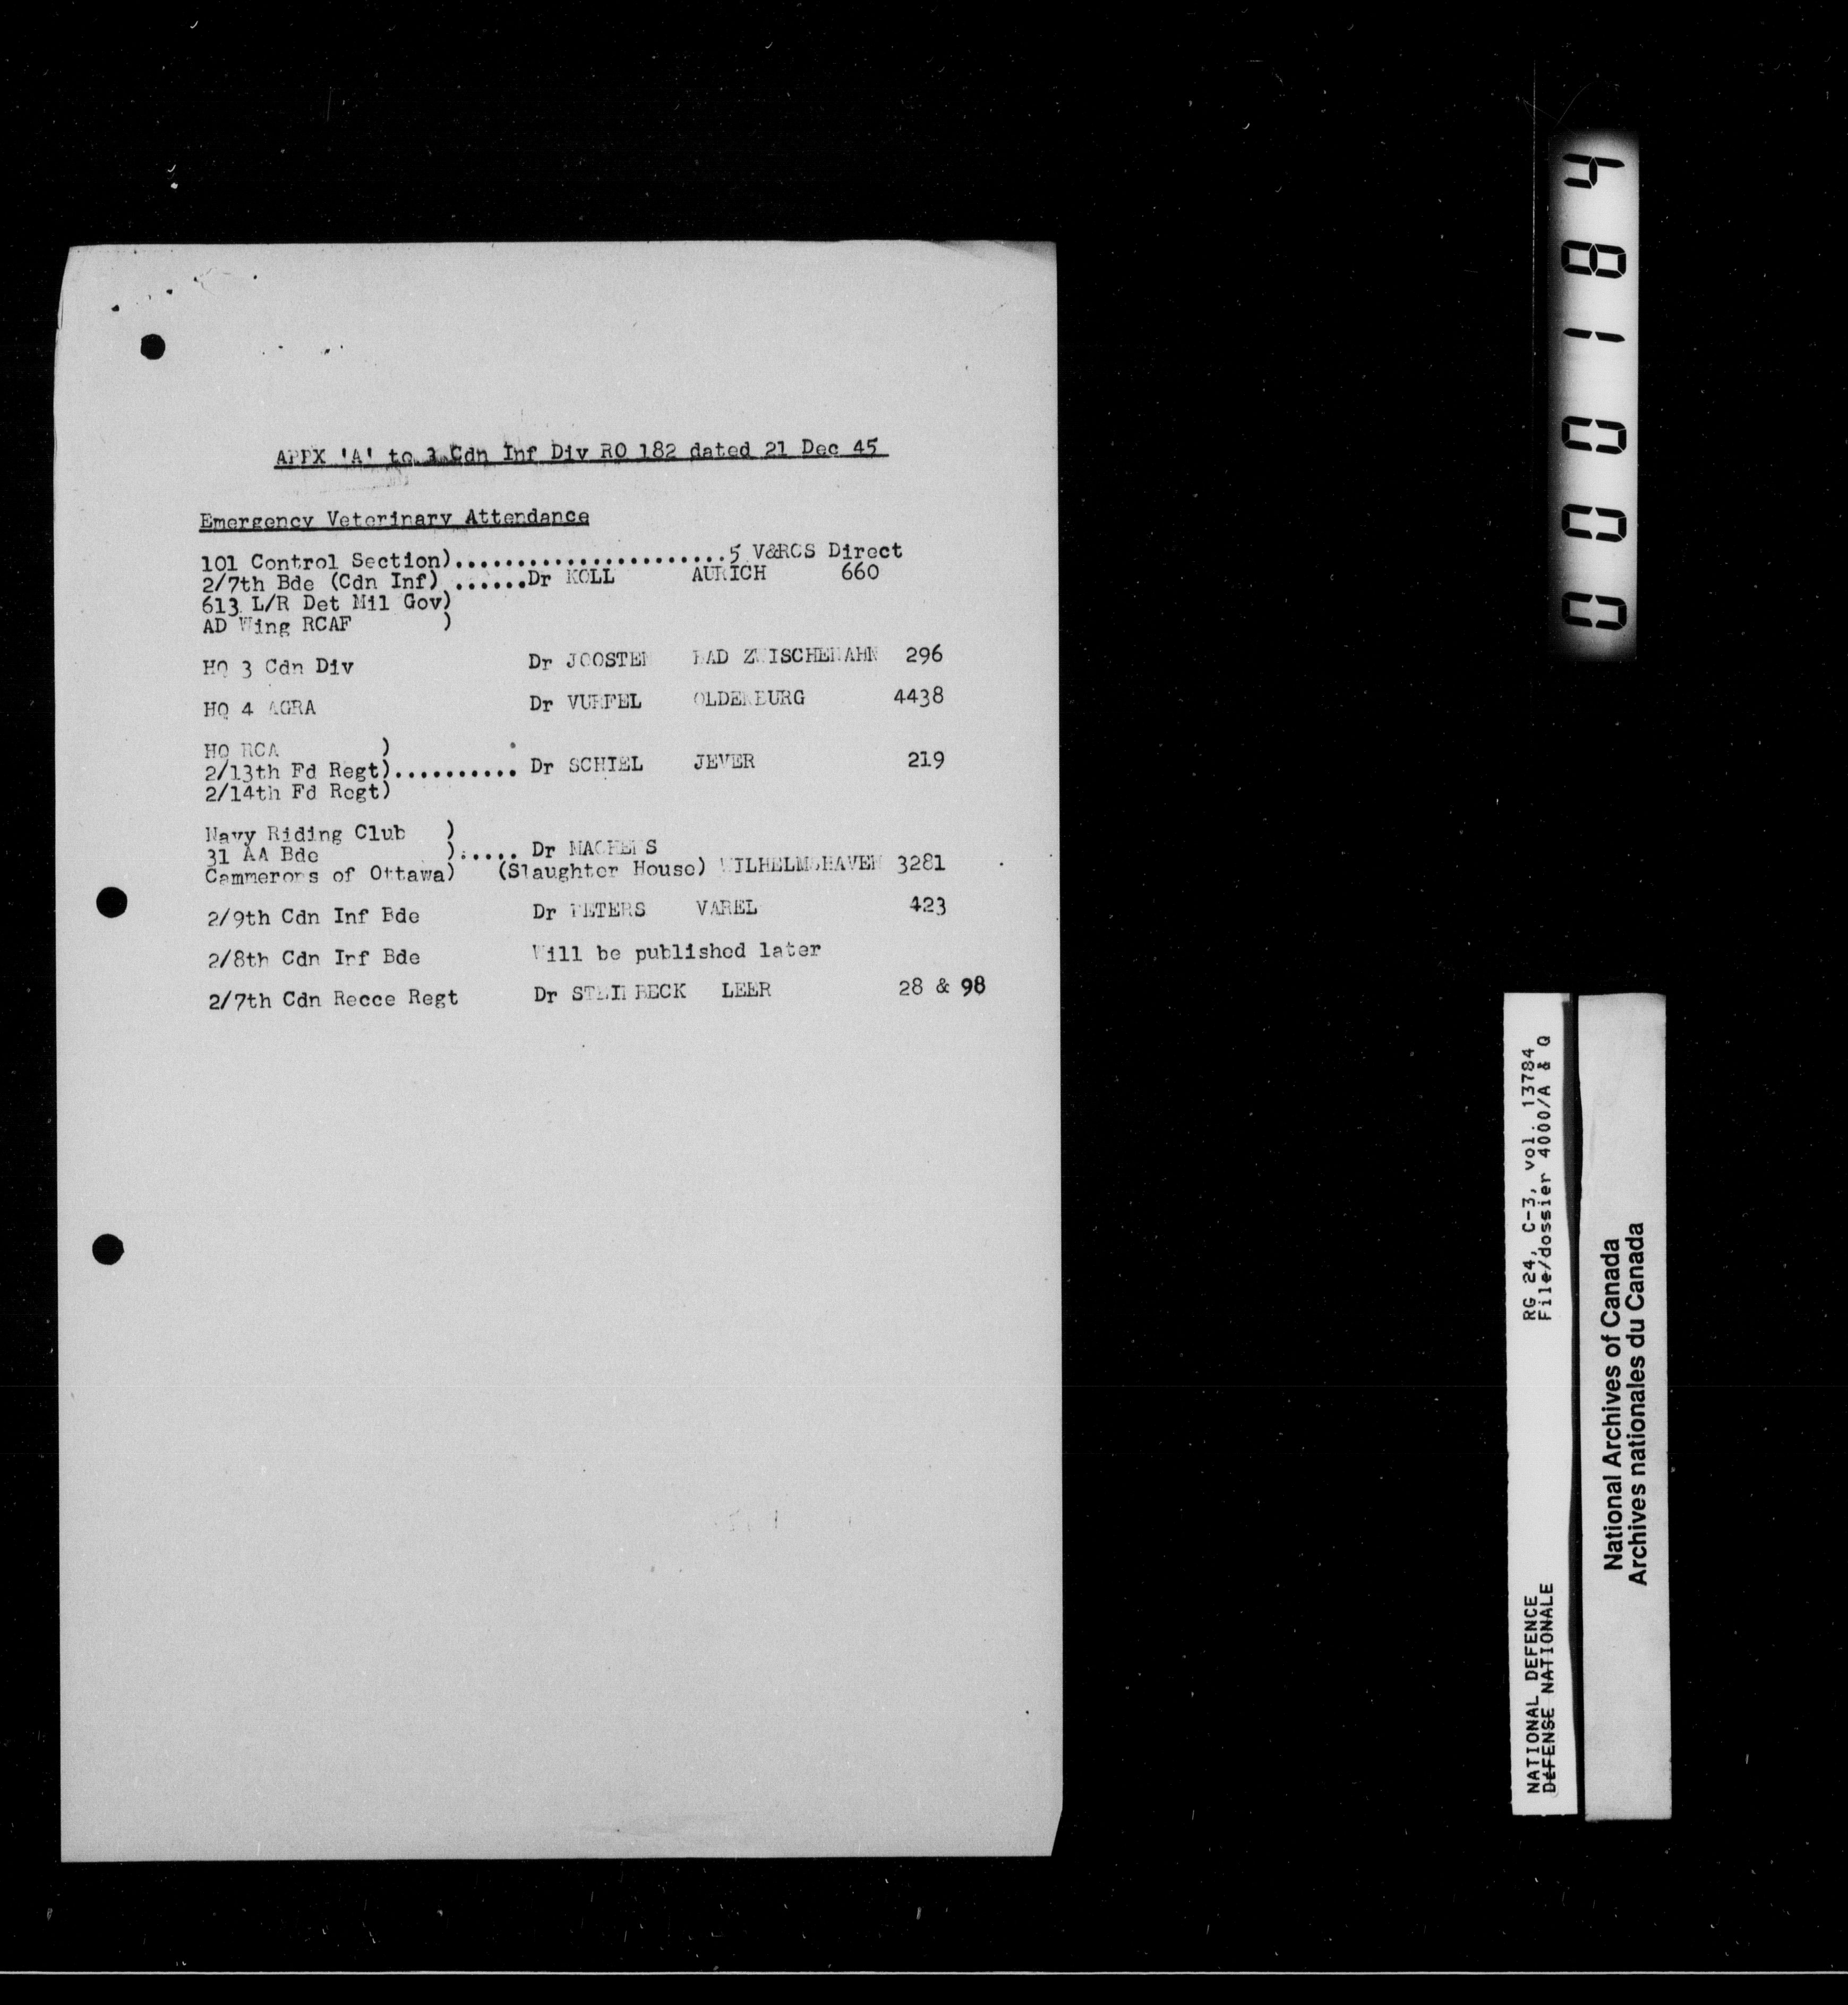 APPX 'A' to 3 Cdn Inf Div RO 182 dated 21 Dec 45
Emergency Veterinary Attendance
101 Control Section).......................5 V&RCS Direct
2/7th Bde (Cdn Inf) ......Dr KOLL AURICH 660
613 L/R Det Mil Gov)
AD Wing RCAF )
HQ 3 Cdn Div Dr JOOSTEN BAD ZWISCHENAHN 296
HQ 4 AGRA Dr OLDENBURG 4438
HQ RCA )
2/13th Fd Regt).......... Dr SCHIEL JEVER 219
2/14th Fd Regt)
Navy Riding Club )
31 AA Bde )..... Dr
Cammerons of Ottawa) (Slaughter House) WILHELMSHAVEN 3281
2/9th Cdn Inf Bde Dr PETERS VAREL 423
2/8th Cdn Inf Bde Will be published later
2/7th Cdn Recce Regt Dr STEINBECK LEER 28 & 98
0000184
RG 24, C-3, vol. 13784
File/dossier 4000/A & Q
NATIONAL DEFENCE
DÉFENSE NATIONALE
National Archives of Canada
Archives nationales du Canada